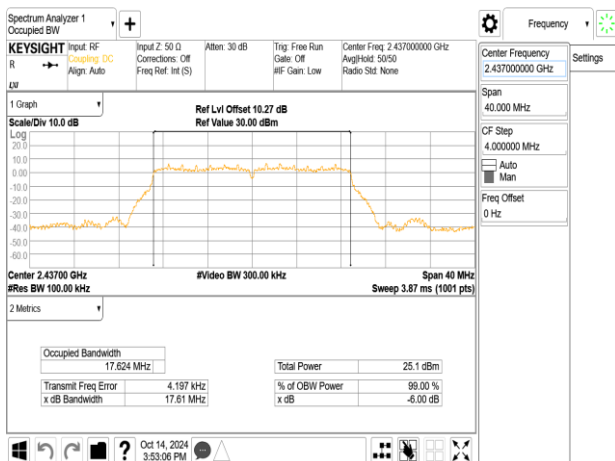 Spectrum Analyzer 1
Occupied BW
+
Frequency
KEYSIGHT
R
LXI
Input: RF
Coupling: DC
Align: Auto
Input Z: 50 Ω
Corrections: Off
Freq Ref: Int (S)
Atten: 30 dB
Trig: Free Run
Gate: Off
#IF Gain: Low
Center Freq: 2.437000000 GHz
Avg|Hold: 50/50
Radio Std: None
Center Frequency
2.437000000 GHz
Settings
Span
40.000 MHz
CF Step
4.000000 MHz
Auto
Man
Freq Offset
0 Hz
1 Graph
Scale/Div 10.0 dB
Ref Lvl Offset 10.27 dB
Ref Value 30.00 dBm
Log
20.0
10.0
0.00
-10.0
-20.0
-30.0
-40.0
-50.0
-60.0
Center 2.43700 GHz
#Video BW 300.00 kHz
Span 40 MHz
#Res BW 100.00 kHz
Sweep 3.87 ms (1001 pts)
2 Metrics
Occupied Bandwidth
17.624 MHz
Total Power 25.1 dBm
Transmit Freq Error 4.197 kHz
% of OBW Power 99.00 %
x dB Bandwidth 17.61 MHz
x dB -6.00 dB
?
Oct 14, 2024
3:53:06 PM